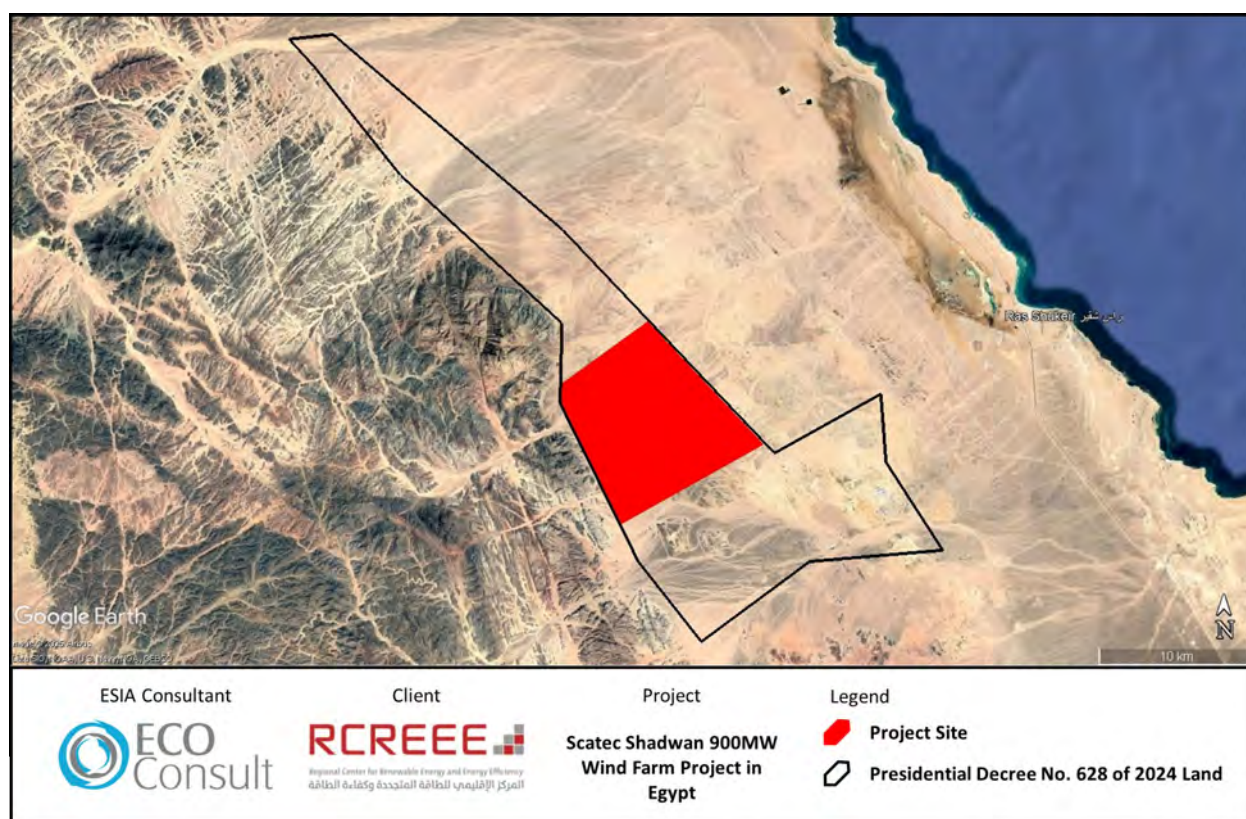 Ras Shukeir رأس شقير
Google Earth
N
10 km
ESIA Consultant
ECO
Consult
Client
RCREEE
Regional Center for Renewable Energy and Energy Efficiency
المركز الإقليمي للطاقة المتجددة وكفاءة الطاقة
Project
Scatec Shadwan 900MW
Wind Farm Project in
Egypt
Legend
Project Site
Presidential Decree No. 628 of 2024 Land